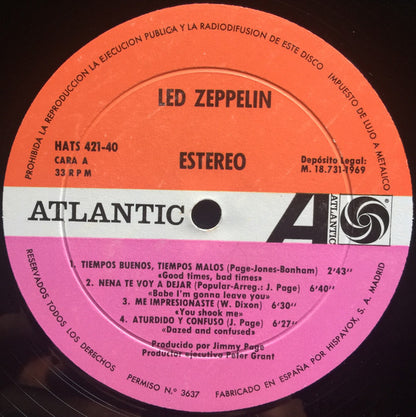 PROHIBIDA LA REPRODUCCION LA EJECUCION PUBLICA Y LA RADIODIFUSION DE ESTE DISCO
IMPUESTO DE LUJO A METALICO
LED ZEPPELIN
HATS 421-40
CARA A
33 RPM
ESTEREO
Depósito Legal:
M. 18.731-1969
ATLANTIC
A
ATLANTIC
1. TIEMPOS BUENOS, TIEMPOS MALOS (Page-Jones-Bonham) 2'43''
«Good times, bad times»
2. NENA TE VOY A DEJAR (Popular-Arreg.: J. Page) 6'40''
«Babe I'm gonna leave you»
3. ME IMPRESIONASTE (W. Dixon) 6'30''
«You shook me»
4. ATURDIDO Y CONFUSO (J. Page) 6'27''
«Dazed and confused»
Producido por Jimmy Page
Productor ejecutivo Peter Grant
RESERVADOS TODOS LOS DERECHOS
PERMISO N.º 3637
FABRICADO EN ESPAÑA POR HISPAVOX, S. A. MADRID